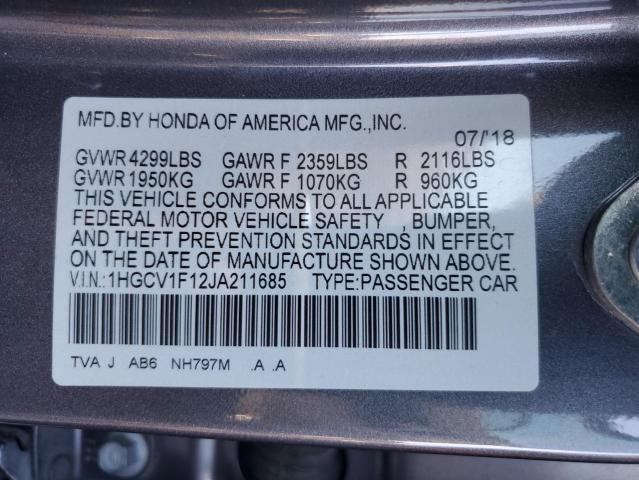 MFD.BY HONDA OF AMERICA MFG.,INC.
07/'18
GVWR 4299LBS GAWR F 2359LBS R 2116LBS
GVWR 1950KG GAWR F 1070KG R 960KG
THIS VEHICLE CONFORMS TO ALL APPLICABLE
FEDERAL MOTOR VEHICLE SAFETY , BUMPER,
AND THEFT PREVENTION STANDARDS IN EFFECT
ON THE DATE OF MANUFACTURE SHOWN ABOVE.
V.I.N.:1HGCV1F12JA211685 TYPE:PASSENGER CAR
TVA J AB6 NH797M .A .A